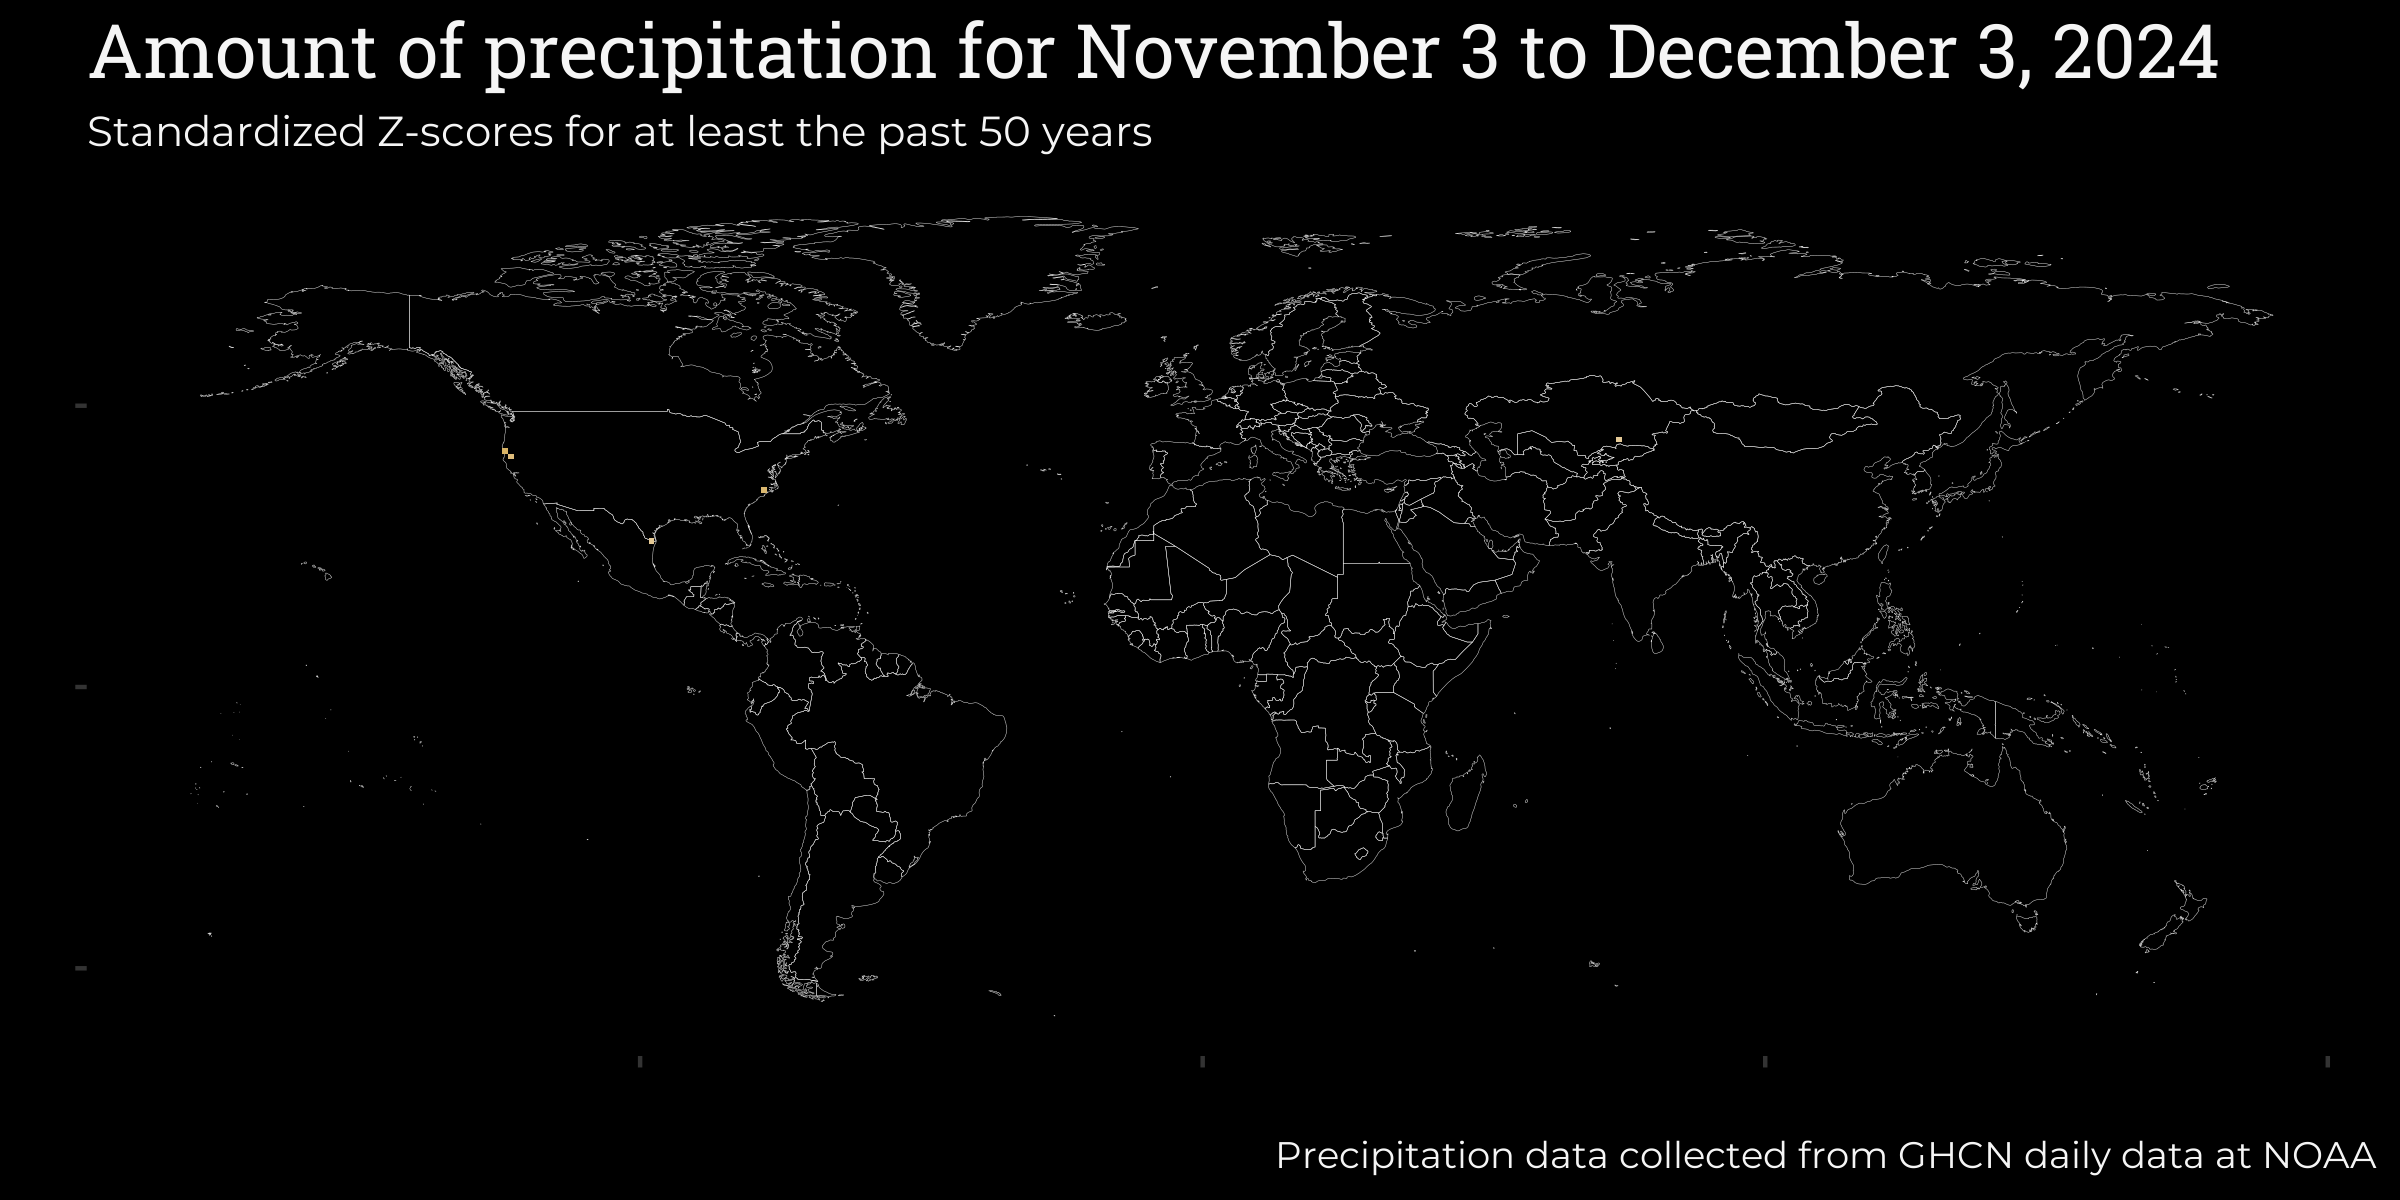 Amount of precipitation for November 3 to December 3, 2024
Standardized Z-scores for at least the past 50 years
Precipitation data collected from GHCN daily data at NOAA